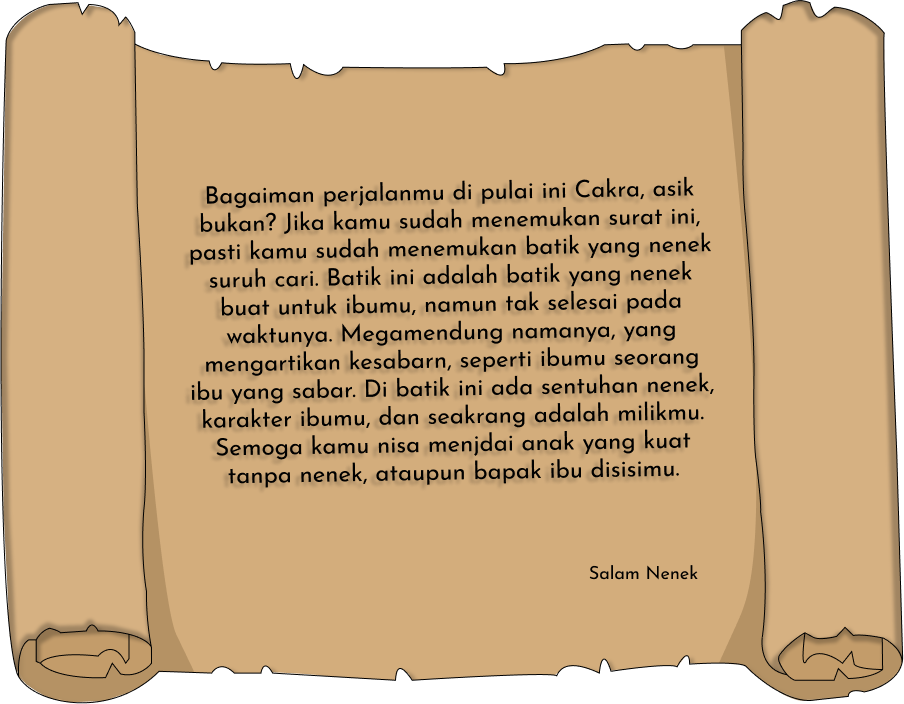 Bagaiman perjalanmu di pulai ini Cakra, asik
bukan? Jika kamu sudah menemukan surat ini,
pasti kamu sudah menemukan batik yang nenek
suruh cari. Batik ini adalah batik yang nenek
buat untuk ibumu, namun tak selesai pada
waktunya. Megamendung namanya, yang
mengartikan kesabarn, seperti ibumu seorang
ibu yang sabar. Di batik ini ada sentuhan nenek,
karakter ibumu, dan seakrang adalah milikmu.
Semoga kamu nisa menjdai anak yang kuat
tanpa nenek, ataupun bapak ibu disisimu.
Salam Nenek